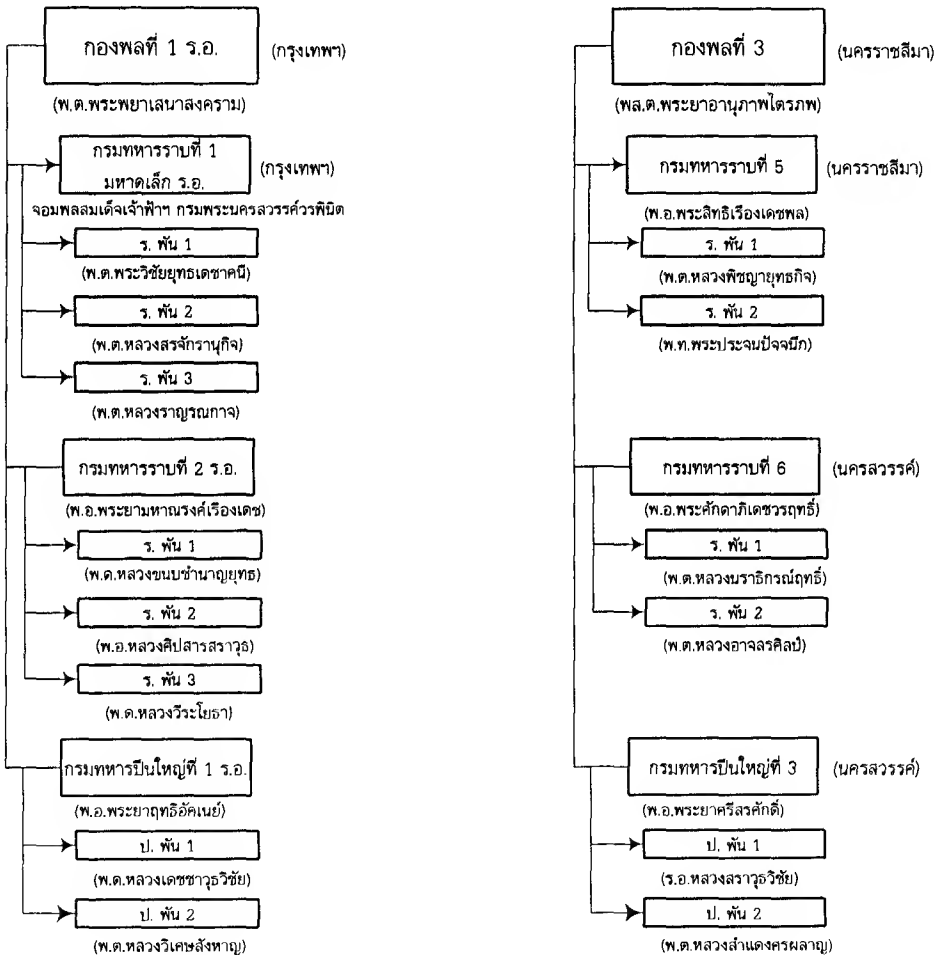 กองพลที่ 1 ร.อ. (กรุงเทพฯ)
(พ.ต.พระพยาเสนาสงคราม)
กรมทหารราบที่ 1
มหาดเล็ก ร.อ. (กรุงเทพฯ)
จอมพลสมเด็จเจ้าฟ้าฯ กรมพระนครสวรรค์วรพินิต
ร. พัน 1
(พ.ต.พระวิชัยยุทธเดชาคนี)
ร. พัน 2
(พ.ต.หลวงสรจักรานุกิจ)
ร. พัน 3
(พ.ต.หลวงราญรณกาจ)
กรมทหารราบที่ 2 ร.อ.
(พ.อ.พระยามหาณรงค์เรืองเดช)
ร. พัน 1
(พ.ด.หลวงขนบชำนาญยุทธ)
ร. พัน 2
(พ.อ.หลวงศิปสารสราวุธ)
ร. พัน 3
(พ.ด.หลวงวีระโยธา)
กรมทหารปืนใหญ่ที่ 1 ร.อ.
(พ.อ.พระยาฤทธิอัคเนย์)
ป. พัน 1
(พ.ด.หลวงเดชชาวุธวิชัย)
ป. พัน 2
(พ.ต.หลวงวิเศษสังหาญ)
กองพลที่ 3 (นครราชสีมา)
(พล.ต.พระยาอานุภาพไตรภพ)
กรมทหารราบที่ 5 (นครราชสีมา)
(พ.อ.พระสิทธิเรืองเดชพล)
ร. พัน 1
(พ.ต.หลวงพิชญายุทธกิจ)
ร. พัน 2
(พ.ท.พระประจนปัจจนึก)
กรมทหารราบที่ 6 (นครสวรรค์)
(พ.อ.พระศักดาภิเดชวรฤทธิ์)
ร. พัน 1
(พ.ต.หลวงนราธิกรณ์ฤทธิ์)
ร. พัน 2
(พ.ต.หลวงอาจสรศิลป์)
กรมทหารปืนใหญ่ที่ 3 (นครสวรรค์)
(พ.อ.พระยาศรีสรศักดิ์)
ป. พัน 1
(ร.อ.หลวงสราวุธวิชัย)
ป. พัน 2
(พ.ต.หลวงสำแดงศรผลาญ)